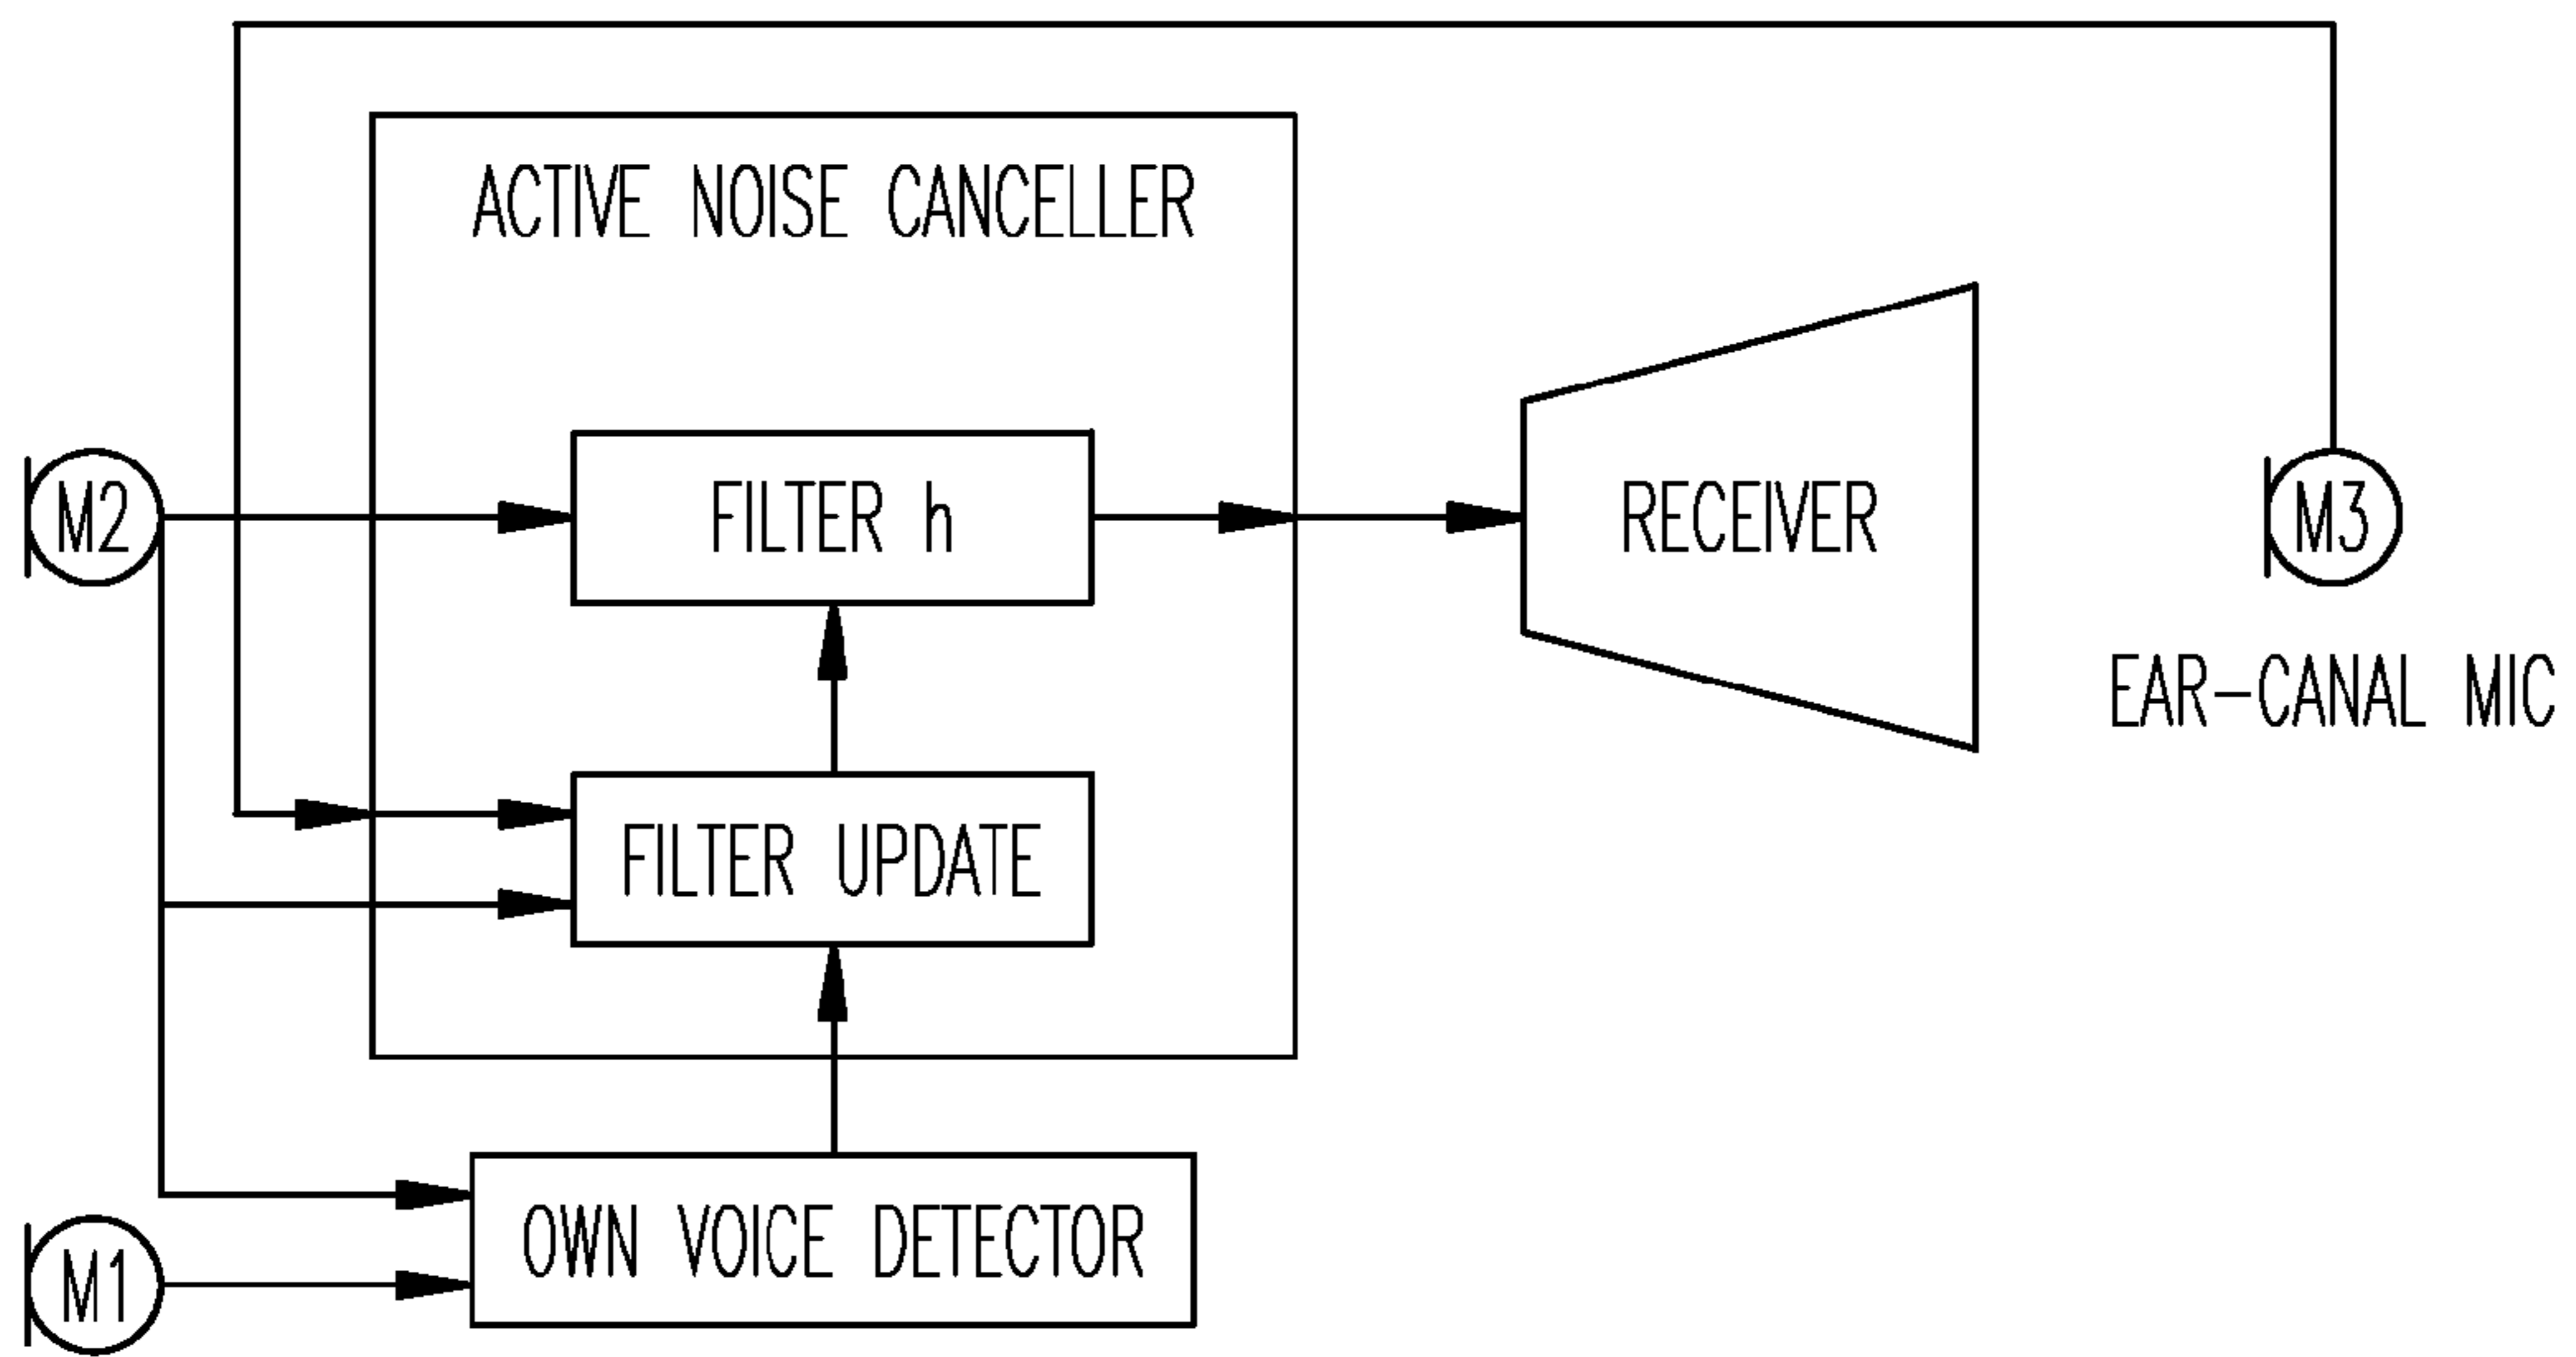 ACTIVE NOISE CANCELLER
M2
FILTER h
RECEIVER
M3
EAR-CANAL MIC
FILTER UPDATE
OWN VOICE DETECTOR
M1